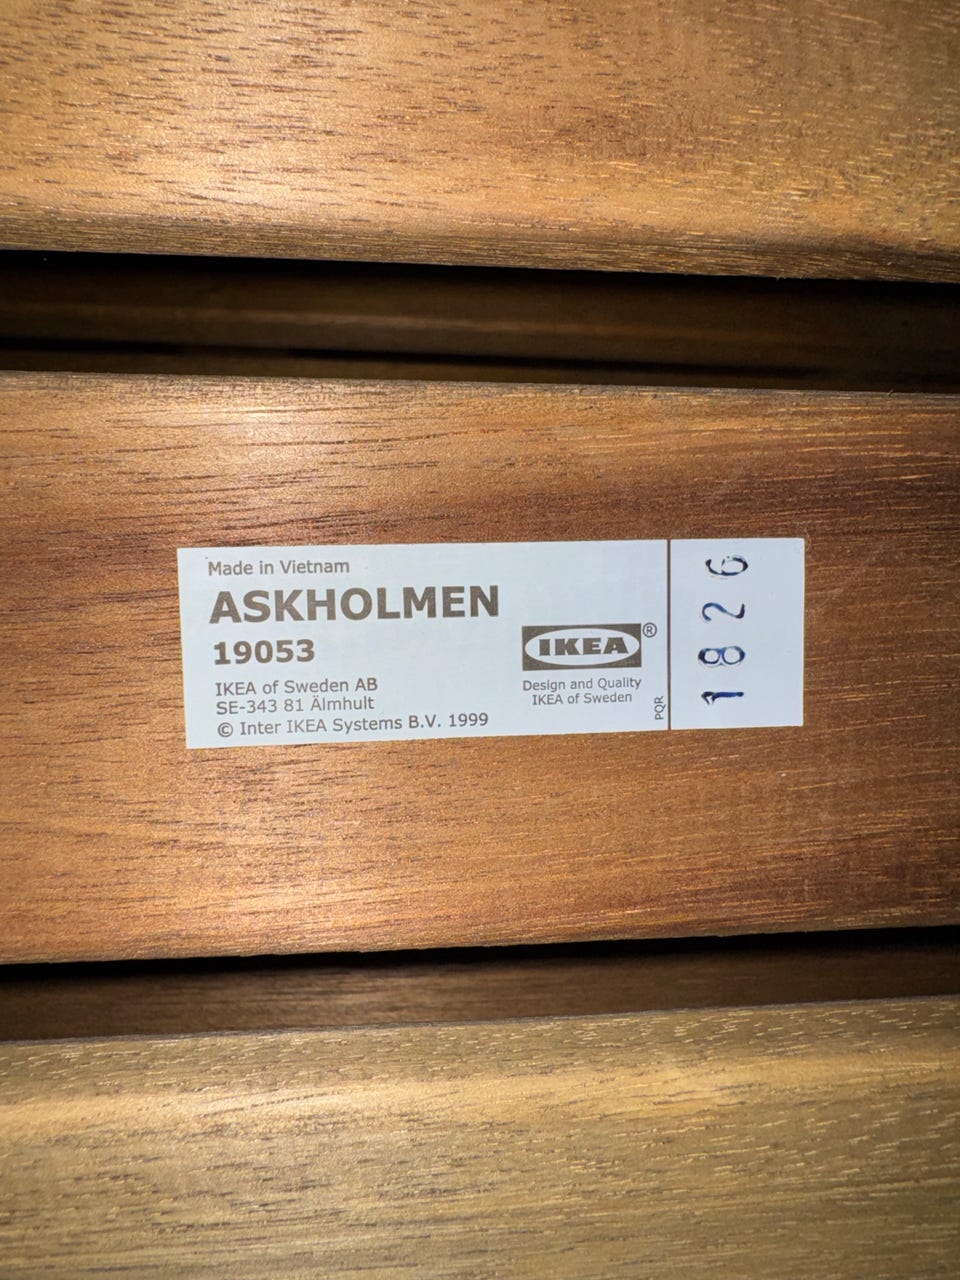 Made in Vietnam
ASKHOLMEN
19053
IKEA of Sweden AB
SE-343 81 Älmhult
© Inter IKEA Systems B.V. 1999
IKEA®
Design and Quality
IKEA of Sweden
PQR
1826